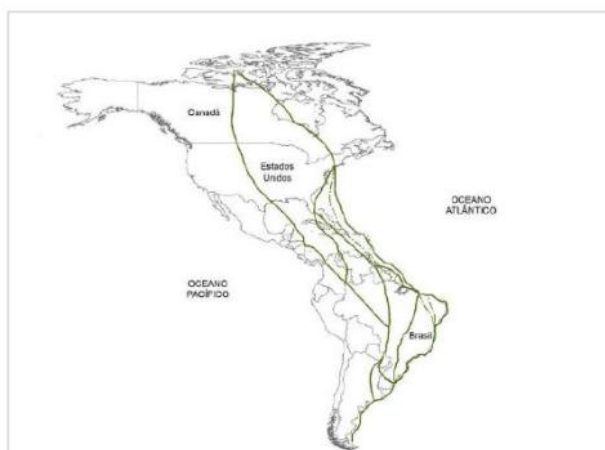 Canadá
Estados
Unidos
OCEANO
ATLÂNTICO
OCEANO
PACÍFICO
Brasil